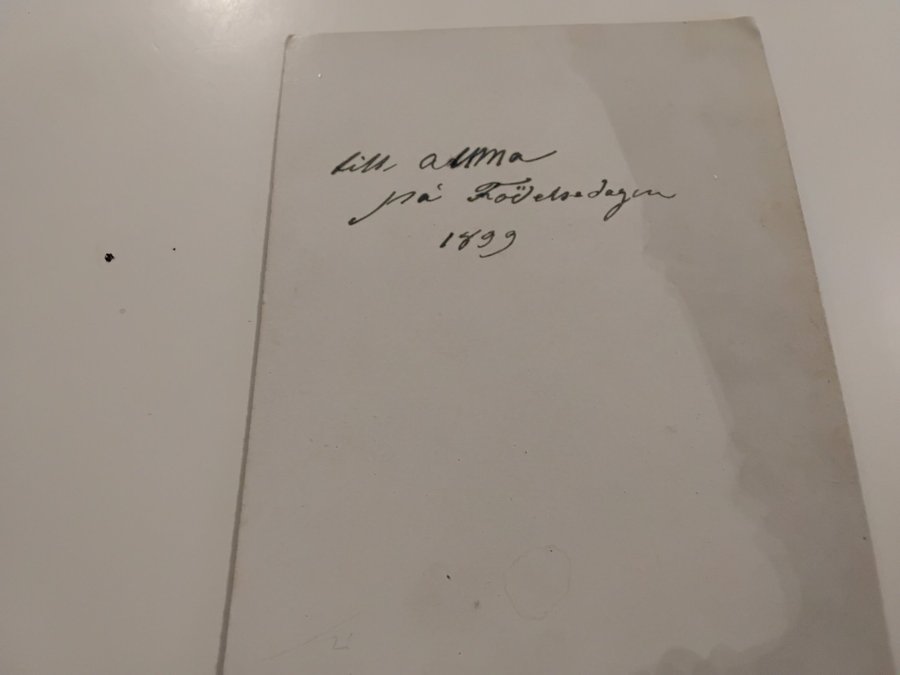 till alma
på Födelsedagen
1899